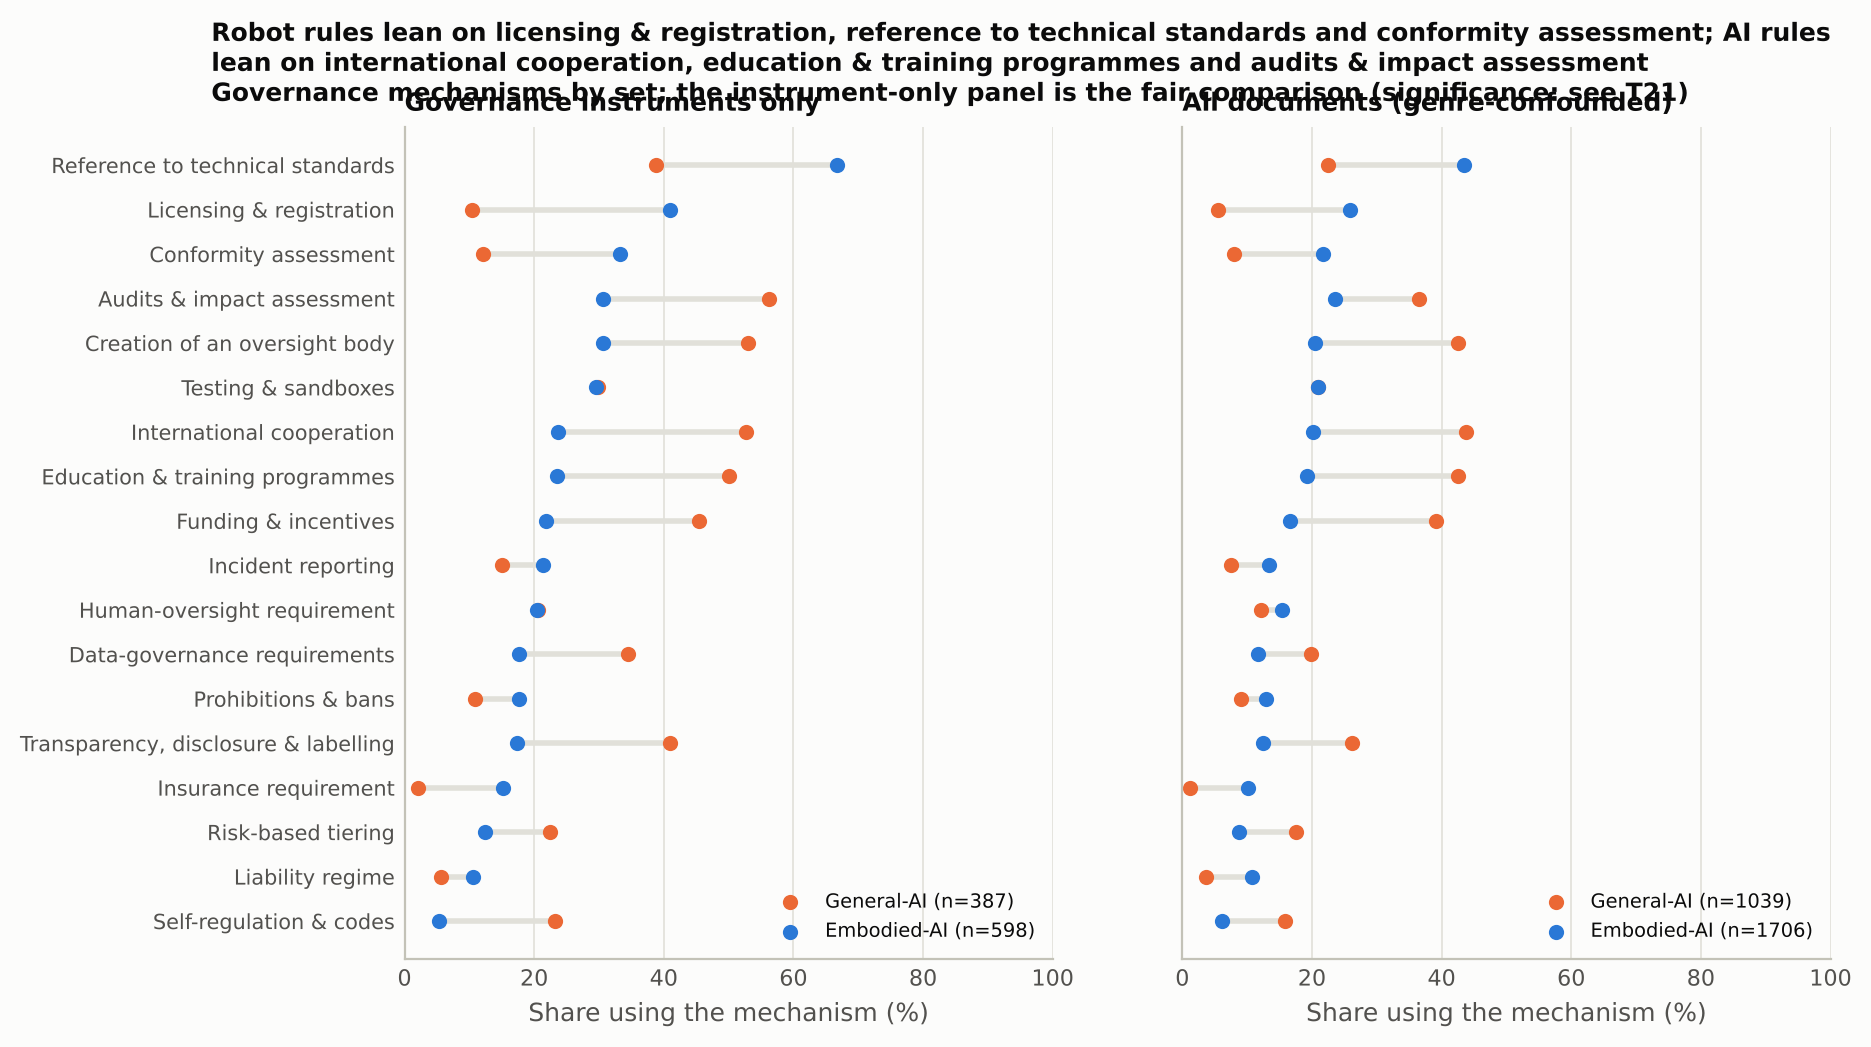 Robot rules lean on licensing & registration, reference to technical standards and conformity assessment; AI rules
lean on international cooperation, education & training programmes and audits & impact assessment
Governance mechanisms by set; the instrument-only panel is the fair comparison (significance: see T21)
Governance instruments only
All documents (genre-confounded)
Reference to technical standards
Licensing & registration
Conformity assessment
Audits & impact assessment
Creation of an oversight body
Testing & sandboxes
International cooperation
Education & training programmes
Funding & incentives
Incident reporting
Human-oversight requirement
Data-governance requirements
Prohibitions & bans
Transparency, disclosure & labelling
Insurance requirement
Risk-based tiering
Liability regime
Self-regulation & codes
General-AI (n=387)
Embodied-AI (n=598)
General-AI (n=1039)
Embodied-AI (n=1706)
0 20 40 60 80 100
0 20 40 60 80 100
Share using the mechanism (%)
Share using the mechanism (%)